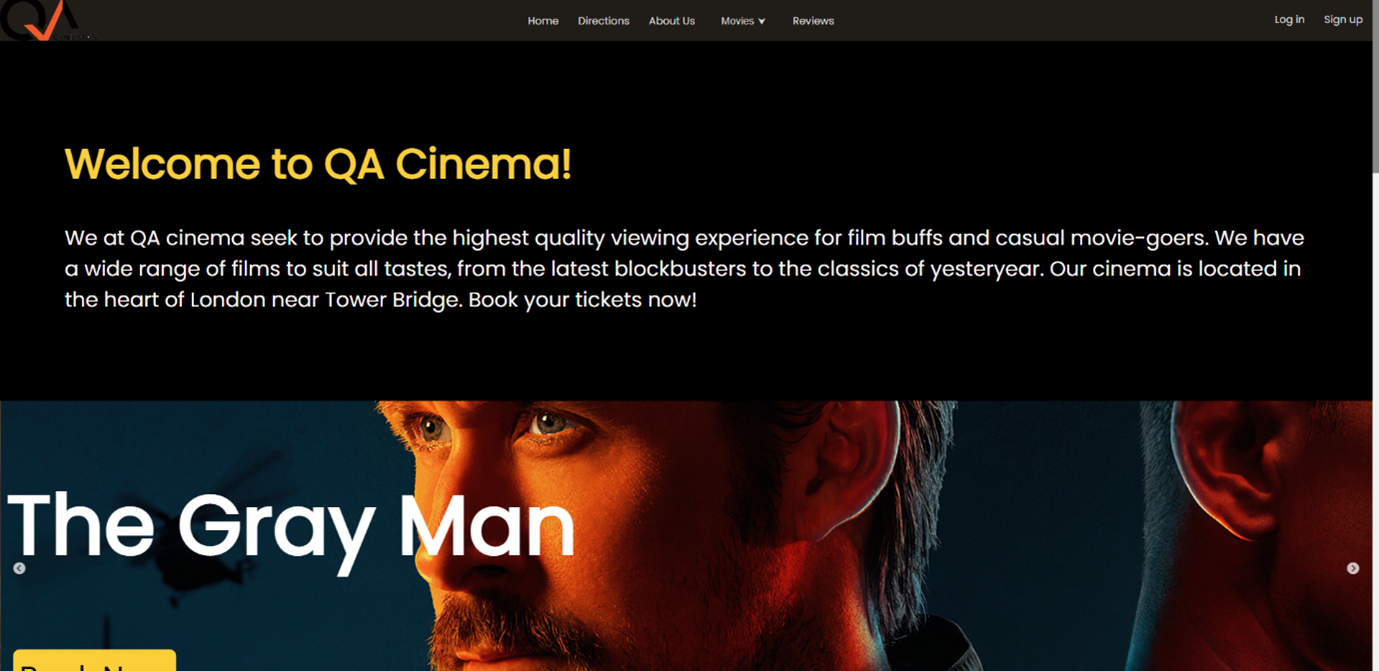 QA
Home Directions About Us Movies Reviews
Log in Sign up
Welcome to QA Cinema!
We at QA cinema seek to provide the highest quality viewing experience for film buffs and casual movie-goers. We have
a wide range of films to suit all tastes, from the latest blockbusters to the classics of yesteryear. Our cinema is located in
the heart of London near Tower Bridge. Book your tickets now!
The Gray Man